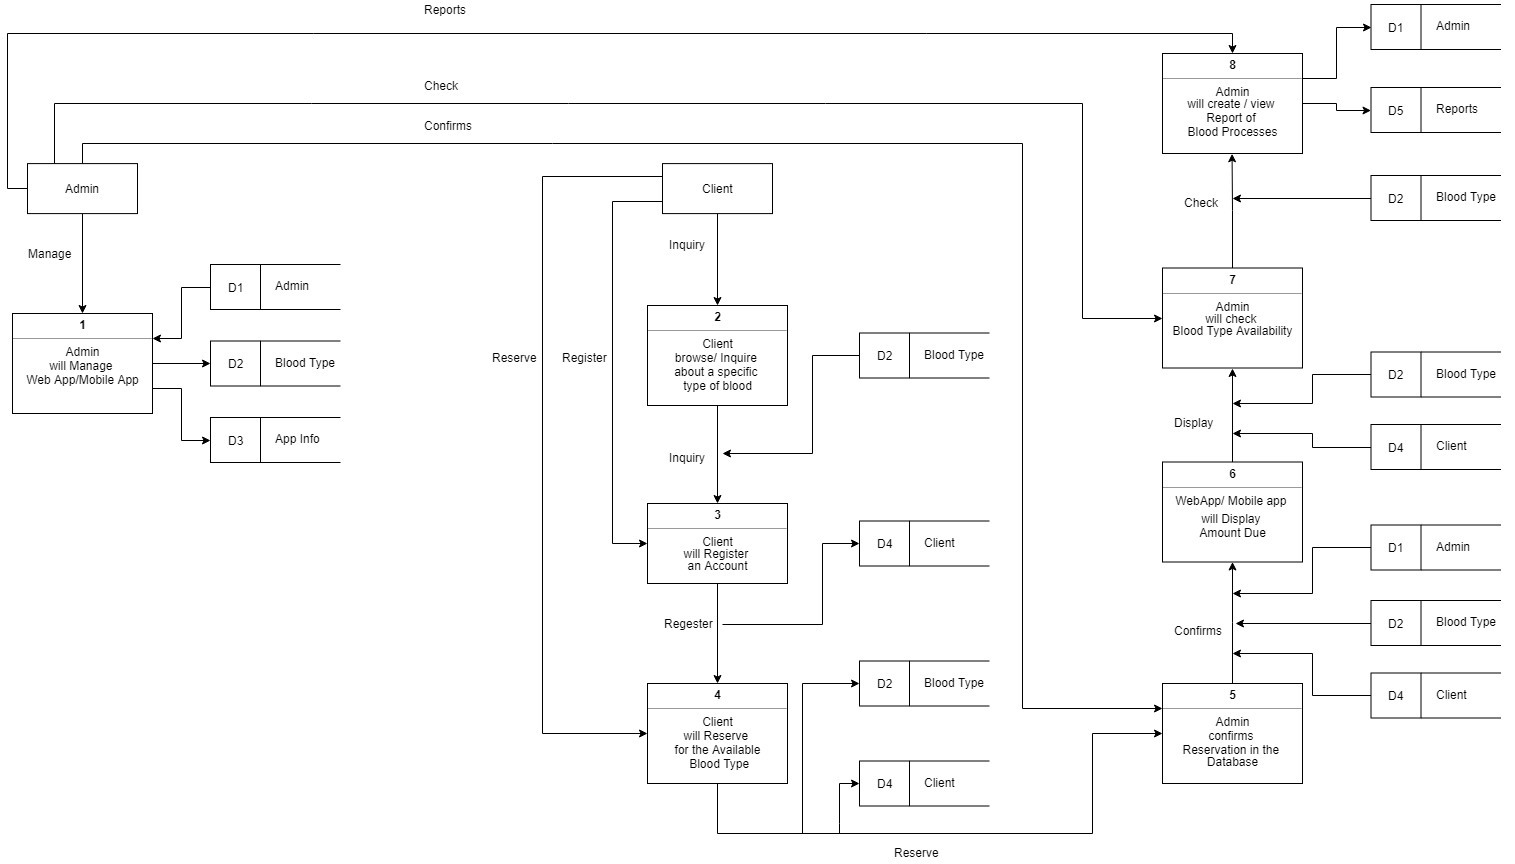 Reports
Check
Confirms
Admin
Manage
1
Admin
will Manage
Web App/Mobile App
D1 Admin
D2 Blood Type
D3 App Info
Client
Inquiry
Reserve
Register
2
Client
browse/ Inquire
about a specific
type of blood
D2 Blood Type
Inquiry
3
Client
will Register
an Account
D4 Client
Regester
4
Client
will Reserve
for the Available
Blood Type
D2 Blood Type
D4 Client
Reserve
8
Admin
will create / view
Report of
Blood Processes
D1 Admin
D5 Reports
Check
D2 Blood Type
7
Admin
will check
Blood Type Availability
Display
D2 Blood Type
D4 Client
6
WebApp/ Mobile app
will Display
Amount Due
Confirms
D1 Admin
D2 Blood Type
D4 Client
5
Admin
confirms
Reservation in the
Database